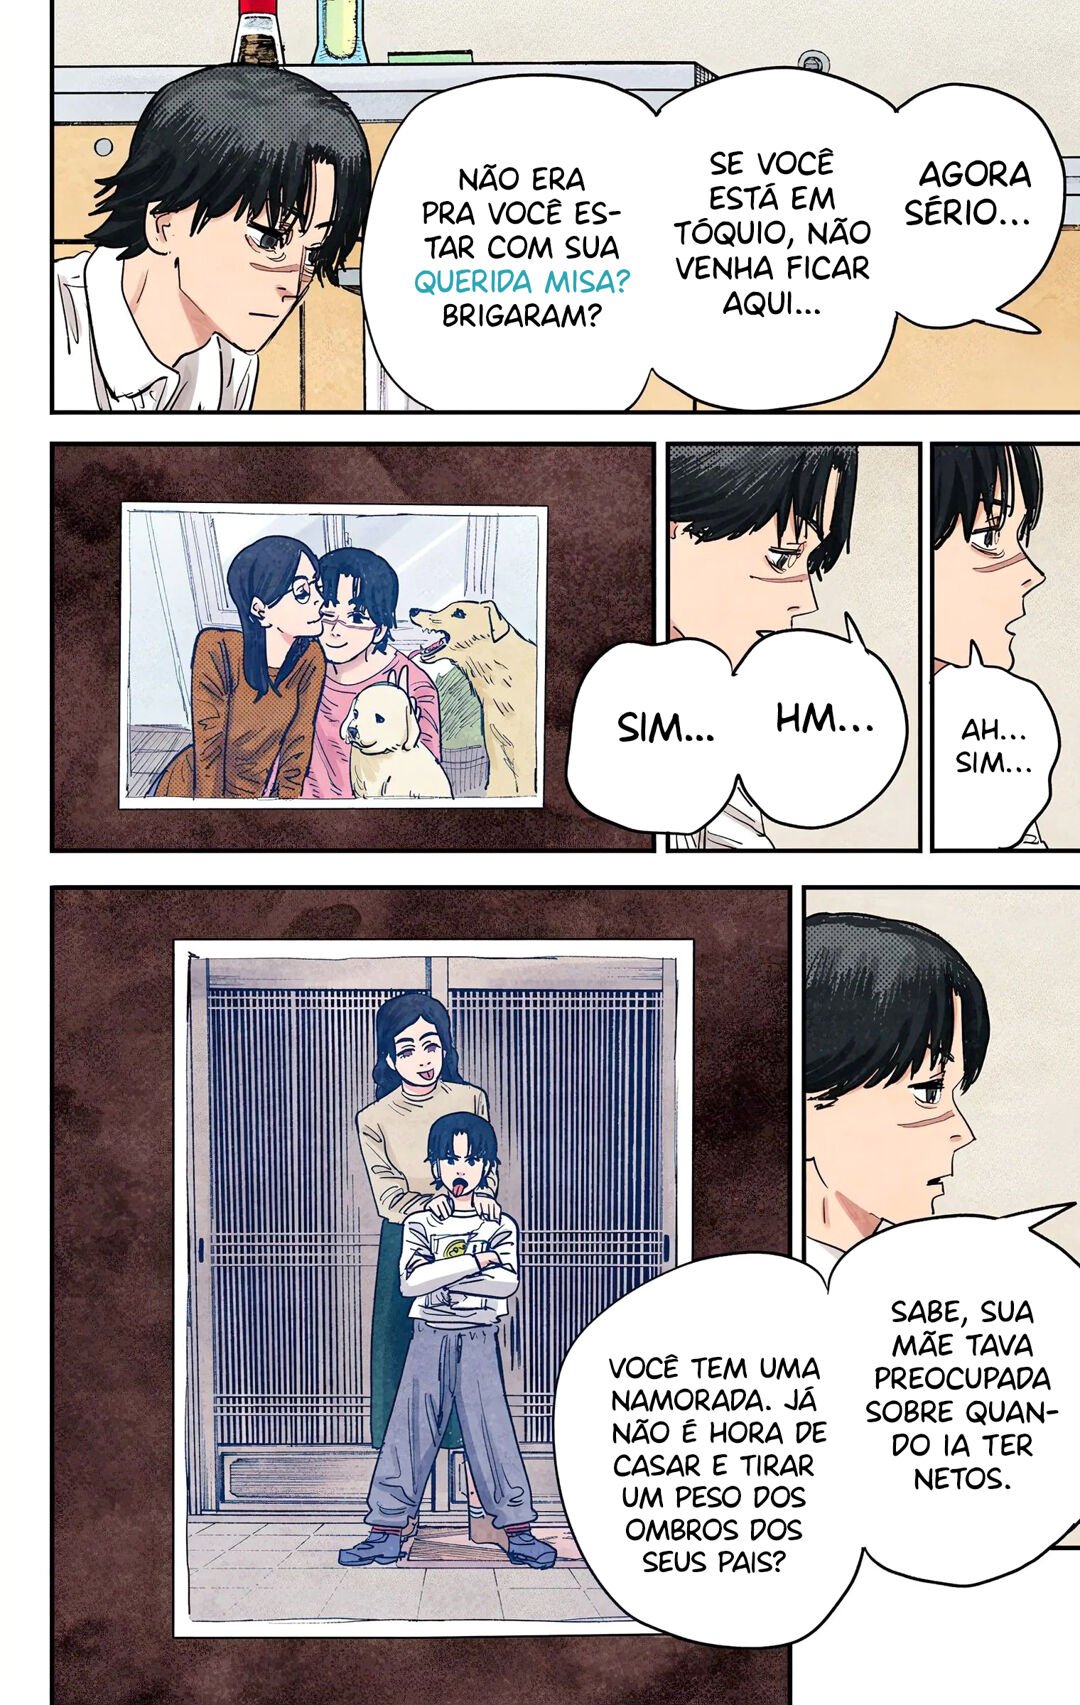 AGORA
SÉRIO...
SE VOCÊ
ESTÁ EM
TÓQUIO, NÃO
VENHA FICAR
AQUI...
NÃO ERA
PRA VOCÊ ES-
TAR COM SUA
QUERIDA MISA?
BRIGARAM?
AH...
SIM...
HM...
SIM...
SABE, SUA
MÃE TAVA
PREOCUPADA
SOBRE QUAN-
DO IA TER
NETOS.
VOCÊ TEM UMA
NAMORADA. JÁ
NÃO É HORA DE
CASAR E TIRAR
UM PESO DOS
OMBROS DOS
SEUS PAIS?